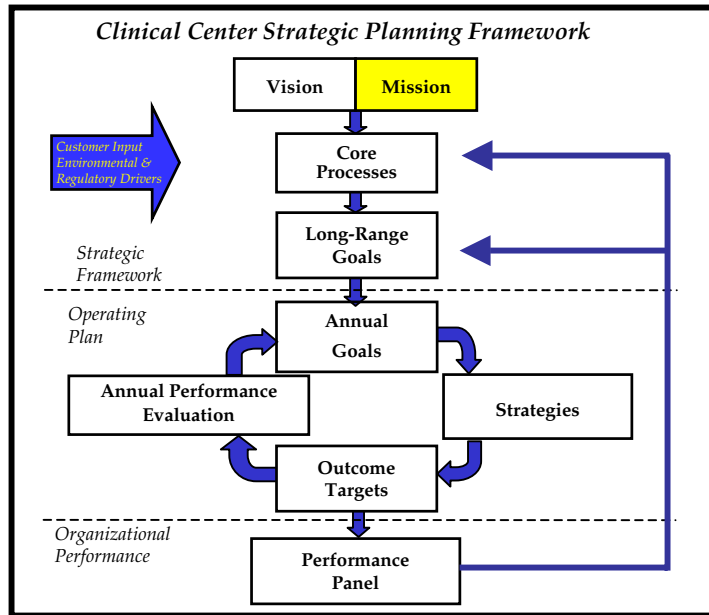 Clinical Center Strategic Planning Framework
Vision
Mission
Customer Input
Environmental &
Regulatory Drivers
Core
Processes
Long-Range
Goals
Strategic
Framework
Operating
Plan
Annual
Goals
Annual Performance
Evaluation
Strategies
Outcome
Targets
Organizational
Performance
Performance
Panel